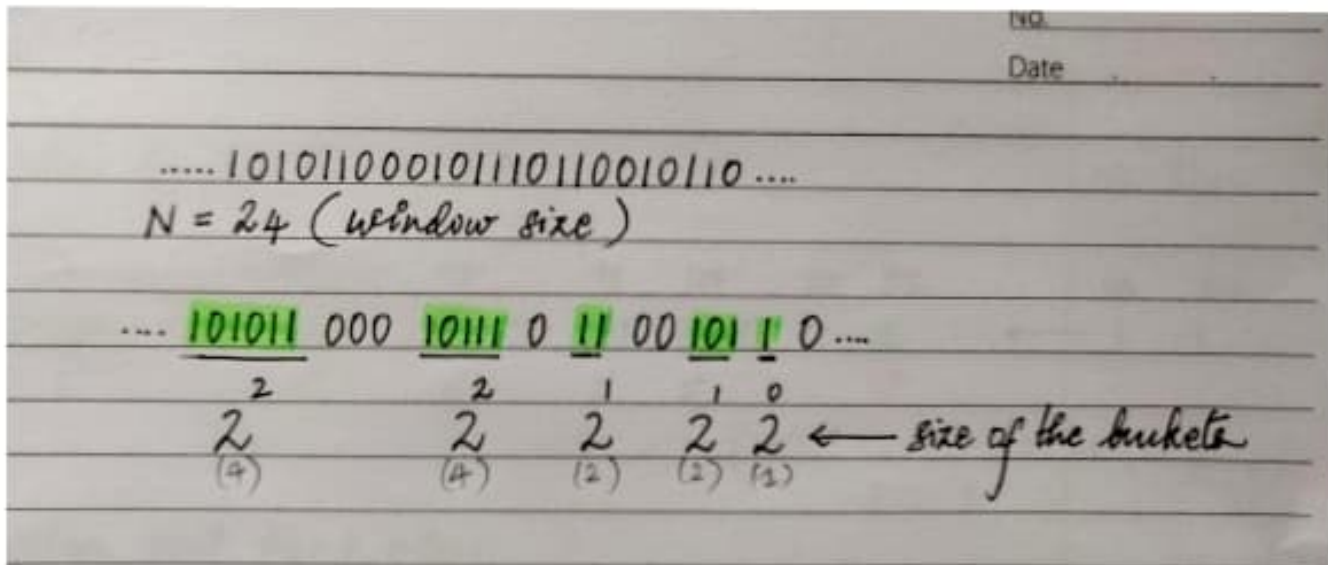 No.
Date
.....101011000101110110010110....
N = 24 (window size)
.... 101011 000 10111 0 11 00 101 1 0 ....
2 2 1 1 0
2 2 2 2 2 ← size of the buckets
(4) (4) (2) (2) (1)